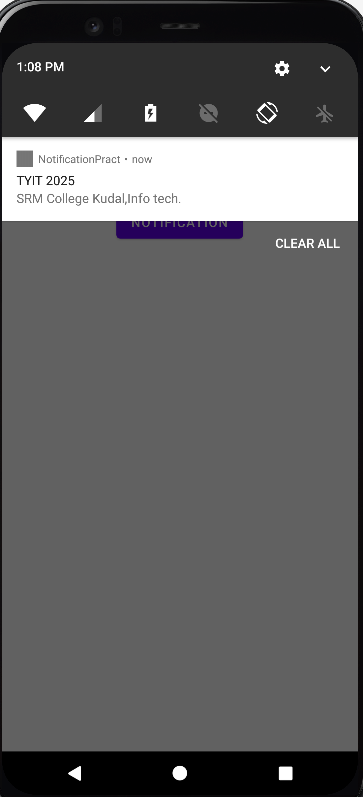 1:08 PM
NotificationPract • now
TYIT 2025
SRM College Kudal,Info tech.
NOTIFICATION
CLEAR ALL